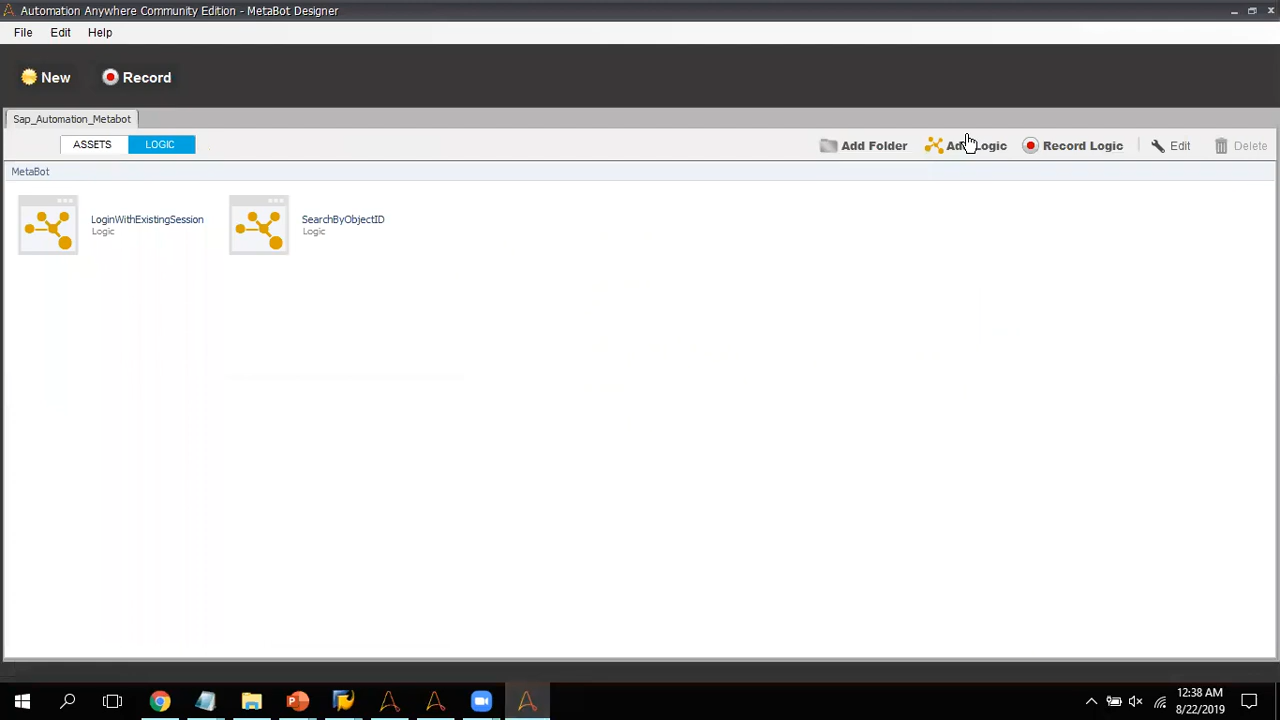 Automation Anywhere Community Edition - MetaBot Designer
File Edit Help
New Record
Sap_Automation_Metabot
ASSETS LOGIC Add Folder Add Logic Record Logic Edit Delete
MetaBot
LoginWithExistingSession SearchByObjectID
Logic Logic
12:38 AM
8/22/2019